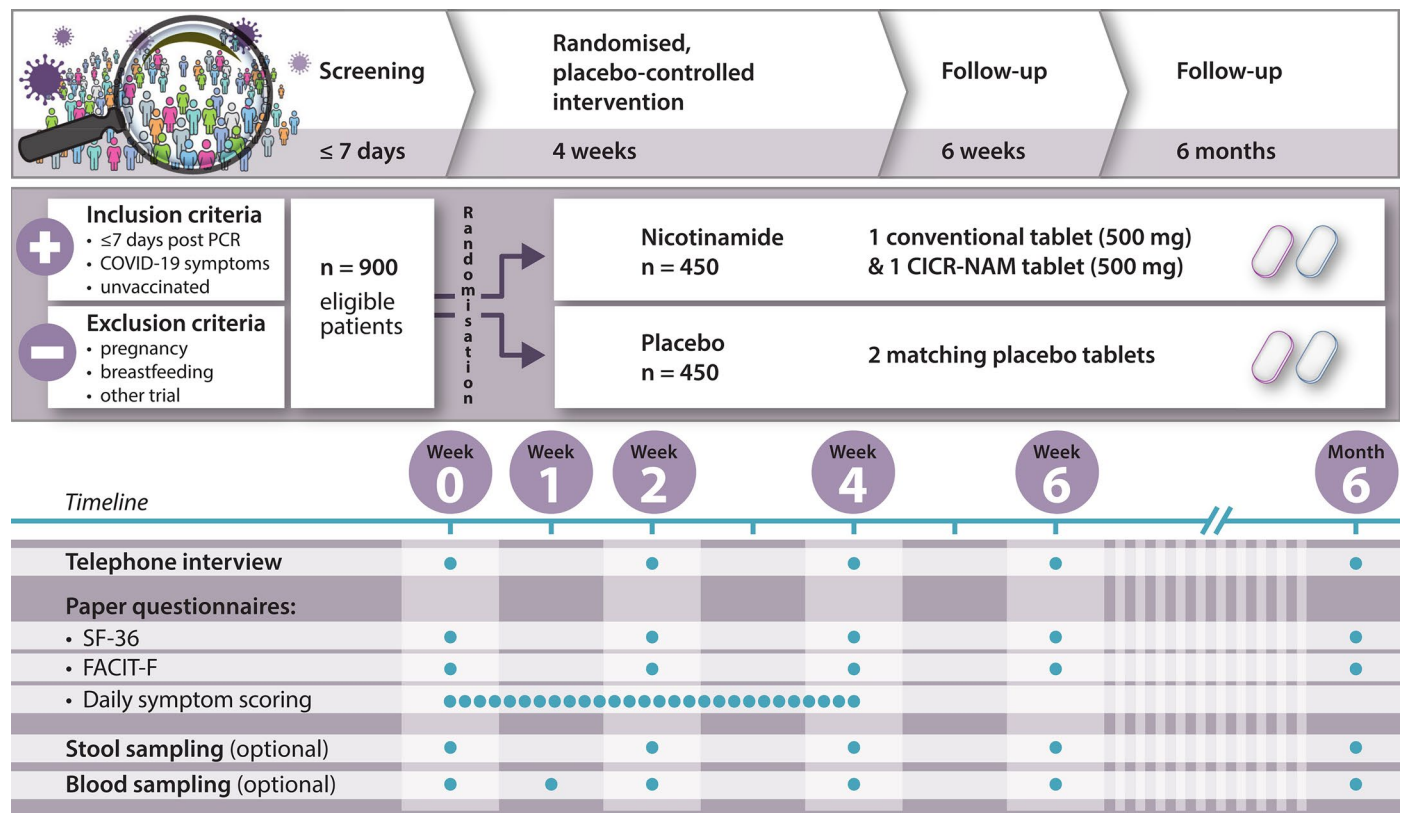 Screening
Randomised,
placebo-controlled
intervention
Follow-up
Follow-up
≤ 7 days
4 weeks
6 weeks
6 months
Inclusion criteria
• ≤7 days post PCR
• COVID-19 symptoms
• unvaccinated
Exclusion criteria
• pregnancy
• breastfeeding
• other trial
n = 900
eligible
patients
Randomisation
Nicotinamide
n = 450
1 conventional tablet (500 mg)
& 1 CICR-NAM tablet (500 mg)
Placebo
n = 450
2 matching placebo tablets
Timeline
Week 0
Week 1
Week 2
Week 4
Week 6
Month 6
Telephone interview
Paper questionnaires:
• SF-36
• FACIT-F
• Daily symptom scoring
Stool sampling (optional)
Blood sampling (optional)